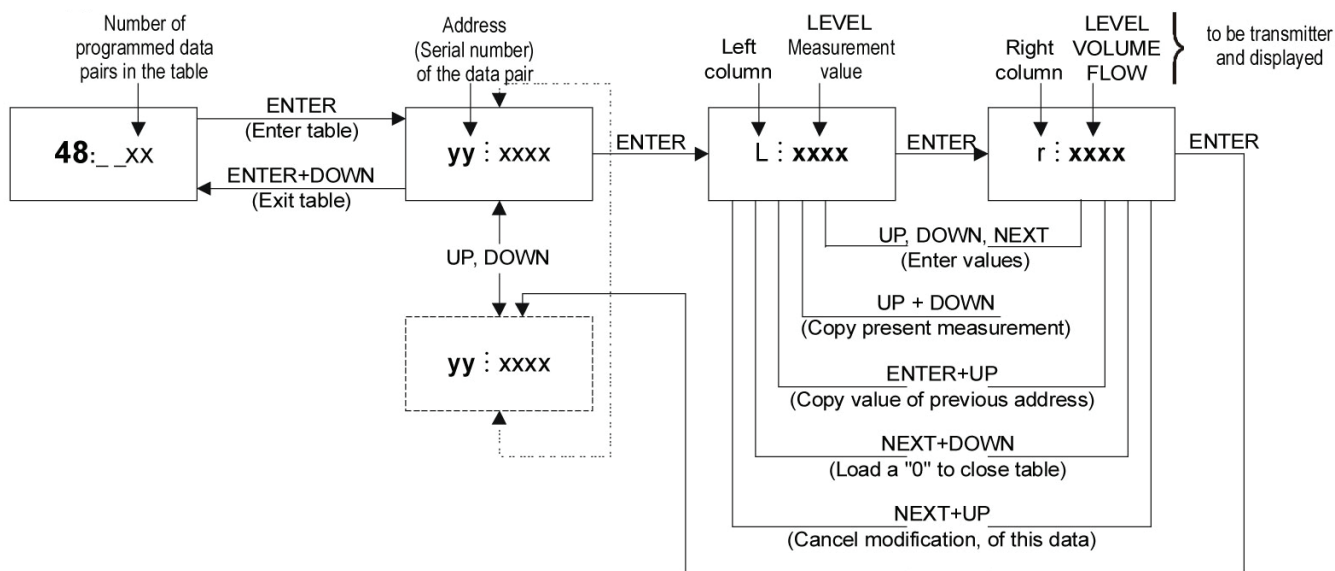 Number of
programmed data
pairs in the table
Address
(Serial number)
of the data pair
Left
column
LEVEL
Measurement
value
Right
column
LEVEL
VOLUME
FLOW
to be transmitter
and displayed
48:_ _xx
ENTER
(Enter table)
ENTER+DOWN
(Exit table)
yy : xxxx
ENTER
L : xxxx
ENTER
r : xxxx
ENTER
UP, DOWN
yy : xxxx
UP, DOWN, NEXT
(Enter values)
UP + DOWN
(Copy present measurement)
ENTER+UP
(Copy value of previous address)
NEXT+DOWN
(Load a "0" to close table)
NEXT+UP
(Cancel modification, of this data)